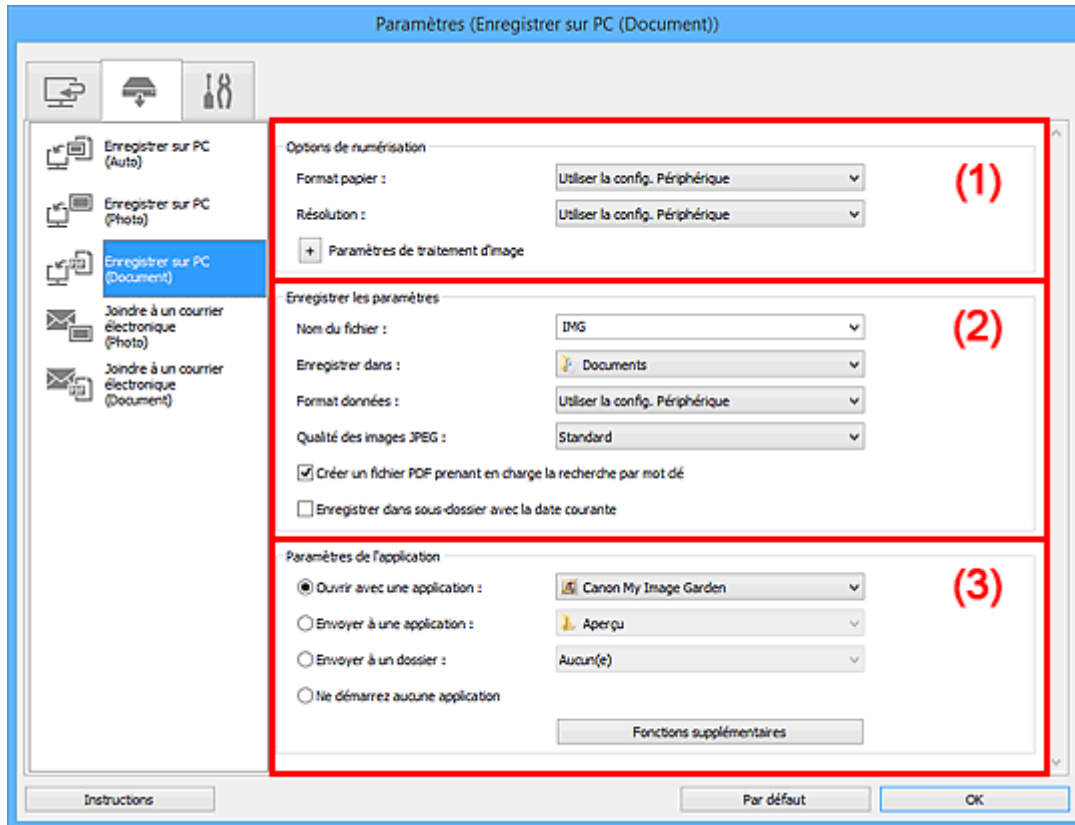 Paramètres (Enregistrer sur PC (Document))
Enregistrer sur PC
(Auto)
Enregistrer sur PC
(Photo)
Enregistrer sur PC
(Document)
Joindre à un courrier
électronique
(Photo)
Joindre à un courrier
électronique
(Document)
Options de numérisation
(1)
Format papier : Utiliser la config. Périphérique
Résolution : Utiliser la config. Périphérique
+ Paramètres de traitement d'image
Enregistrer les paramètres
(2)
Nom du fichier : IMG
Enregistrer dans : Documents
Format données : Utiliser la config. Périphérique
Qualité des images JPEG : Standard
Créer un fichier PDF prenant en charge la recherche par mot clé
Enregistrer dans sous-dossier avec la date courante
Paramètres de l'application
(3)
Ouvrir avec une application : Canon My Image Garden
Envoyer à une application : Aperçu
Envoyer à un dossier : Aucun(e)
Ne démarrez aucune application
Fonctions supplémentaires
Instructions Par défaut OK